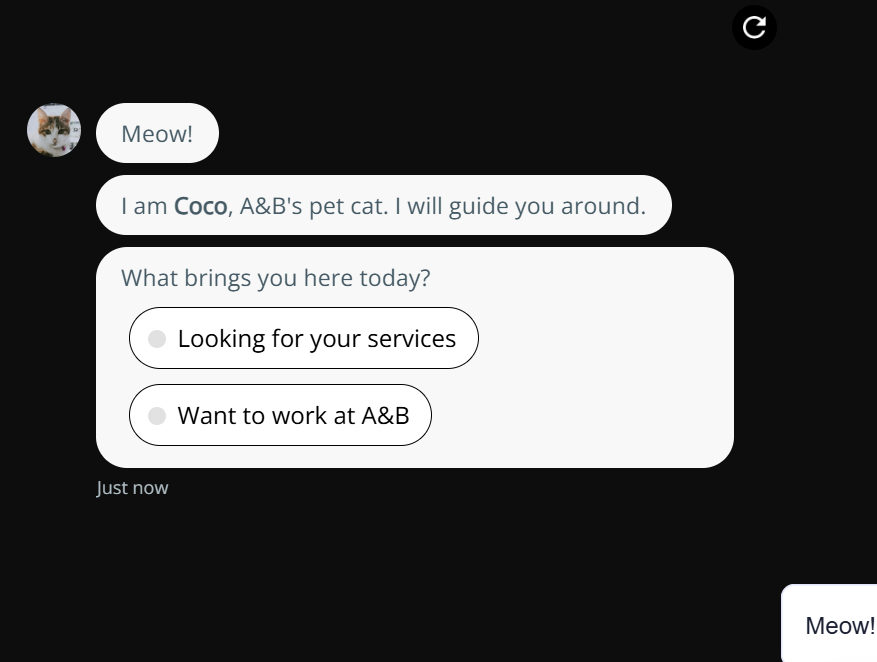 Meow!
I am Coco, A&B's pet cat. I will guide you around.
What brings you here today?
Looking for your services
Want to work at A&B
Just now
Meow!